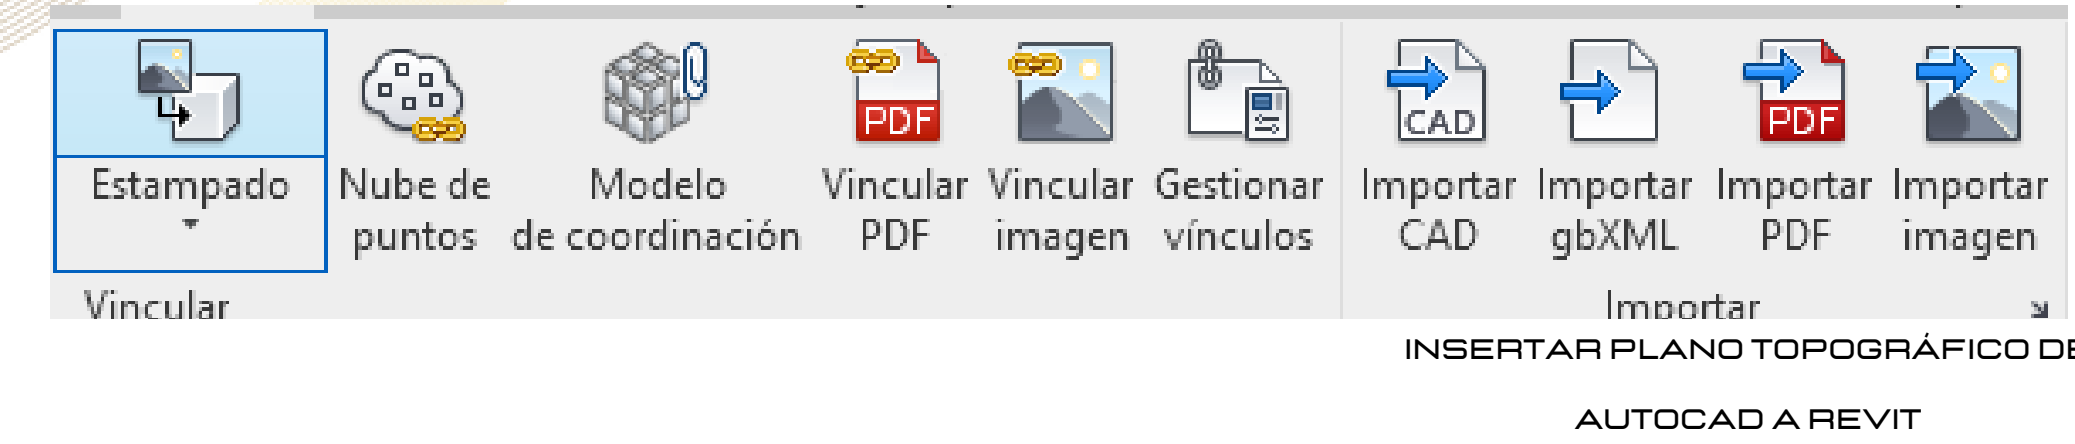 Estampado
Nube de
puntos
Modelo
de coordinación
PDF
Vincular
PDF
Vincular
imagen
Gestionar
vínculos
CAD
Importar
CAD
Importar
gbXML
PDF
Importar
PDF
Importar
imagen
Vincular
Importar
INSERTAR PLANO TOPOGRÁFICO DE
AUTOCAD A REVIT